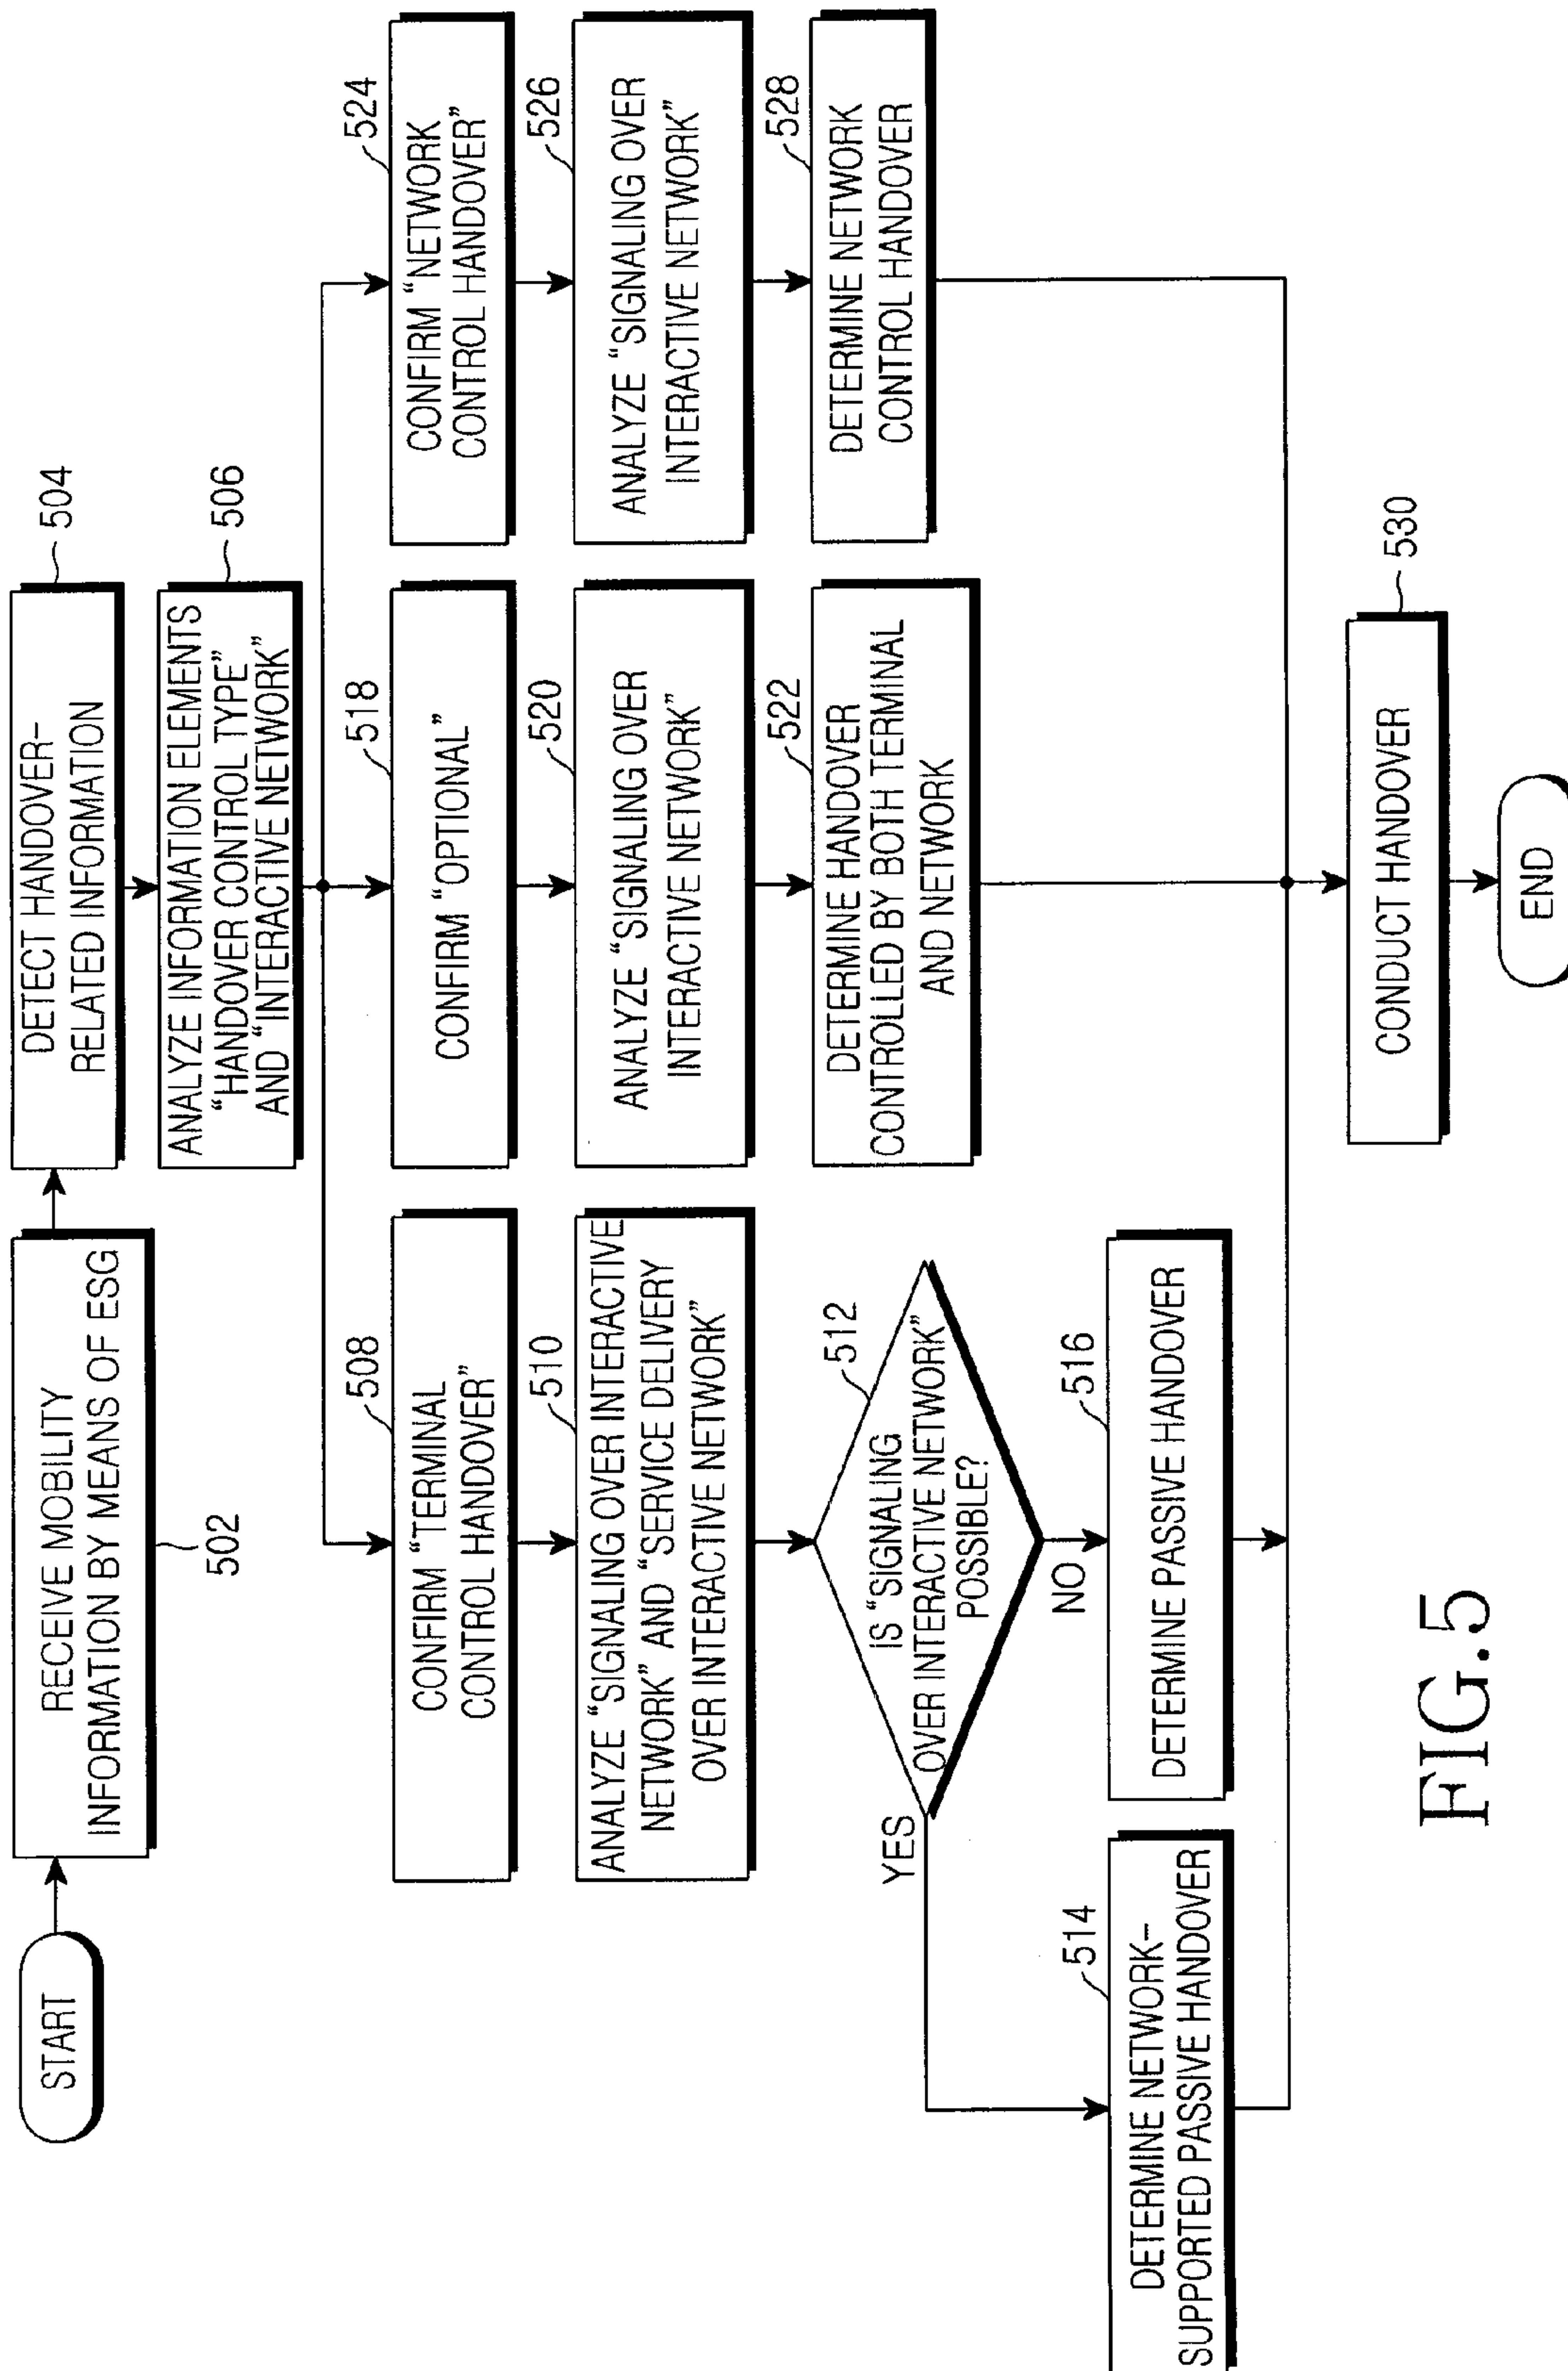 START
RECEIVE MOBILITY
INFORMATION BY MEANS OF ESG
502
DETECT HANDOVER-
RELATED INFORMATION
504
ANALYZE INFORMATION ELEMENTS
“HANDOVER CONTROL TYPE”
AND “INTERACTIVE NETWORK”
506
508
CONFIRM “TERMINAL
CONTROL HANDOVER”
510
ANALYZE “SIGNALING OVER INTERACTIVE
NETWORK” AND “SERVICE DELIVERY
OVER INTERACTIVE NETWORK”
512
IS “SIGNALING
OVER INTERACTIVE NETWORK”
POSSIBLE?
YES
NO
514
DETERMINE NETWORK-
SUPPORTED PASSIVE HANDOVER
516
DETERMINE PASSIVE HANDOVER
518
CONFIRM “OPTIONAL”
520
ANALYZE “SIGNALING OVER
INTERACTIVE NETWORK”
522
DETERMINE HANDOVER
CONTROLLED BY BOTH TERMINAL
AND NETWORK
524
CONFIRM “NETWORK
CONTROL HANDOVER”
526
ANALYZE “SIGNALING OVER
INTERACTIVE NETWORK”
528
DETERMINE NETWORK
CONTROL HANDOVER
530
CONDUCT HANDOVER
END
FIG.5